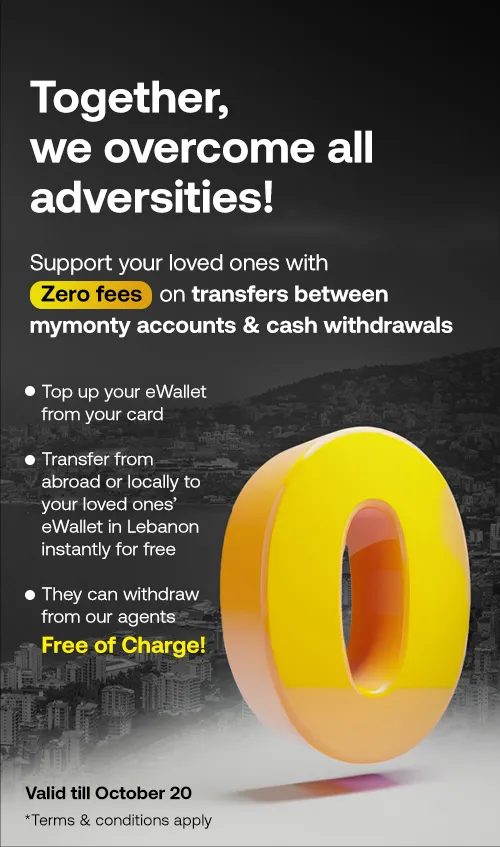 Together,
we overcome all
adversities!
Support your loved ones with
Zero fees on transfers between
mymonty accounts & cash withdrawals
Top up your eWallet
from your card
Transfer from
abroad or locally to
your loved ones’
eWallet in Lebanon
instantly for free
They can withdraw
from our agents
Free of Charge!
0
Valid till October 20
*Terms & conditions apply